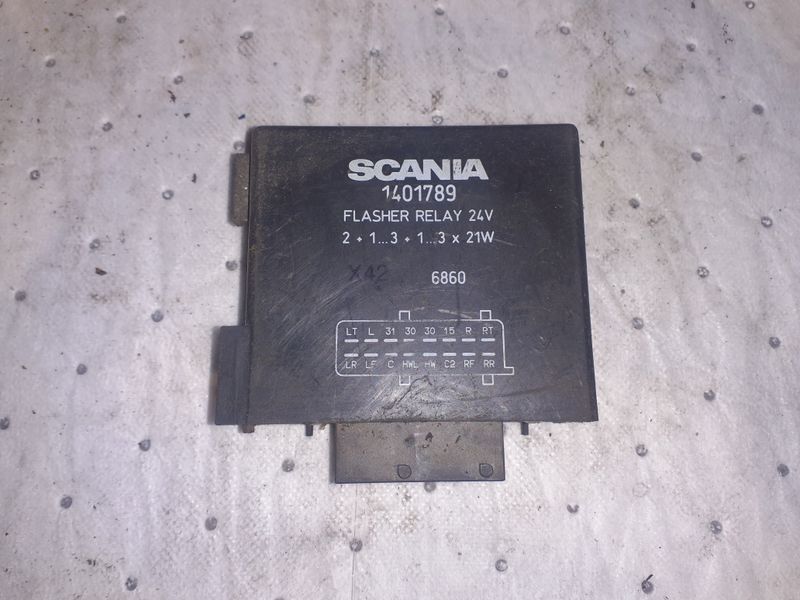 SCANIA
1401789
FLASHER RELAY 24V
2 + 1...3 + 1...3 x 21W
X42 6860
LT L 31 30 30 15 R RT
LR LF C HWL HW C2 RF RR